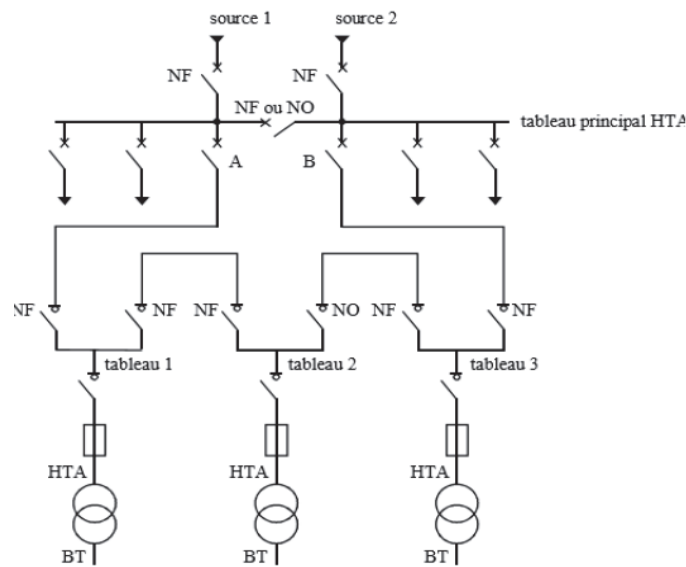 source 1
source 2
NF
NF
NF ou NO
tableau principal HTA
A
B
NF
NF
NF
NO
NF
NF
tableau 1
tableau 2
tableau 3
HTA
HTA
HTA
BT
BT
BT